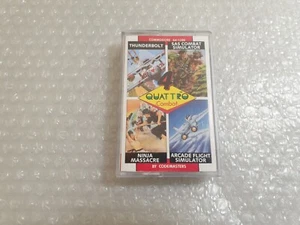 COMMODORE 64/128
THUNDERBOLT
SAS COMBAT
SIMULATOR
QUATTRO
Combat
NINJA
MASSACRE
ARCADE FLIGHT
SIMULATOR
BY CODEMASTERS